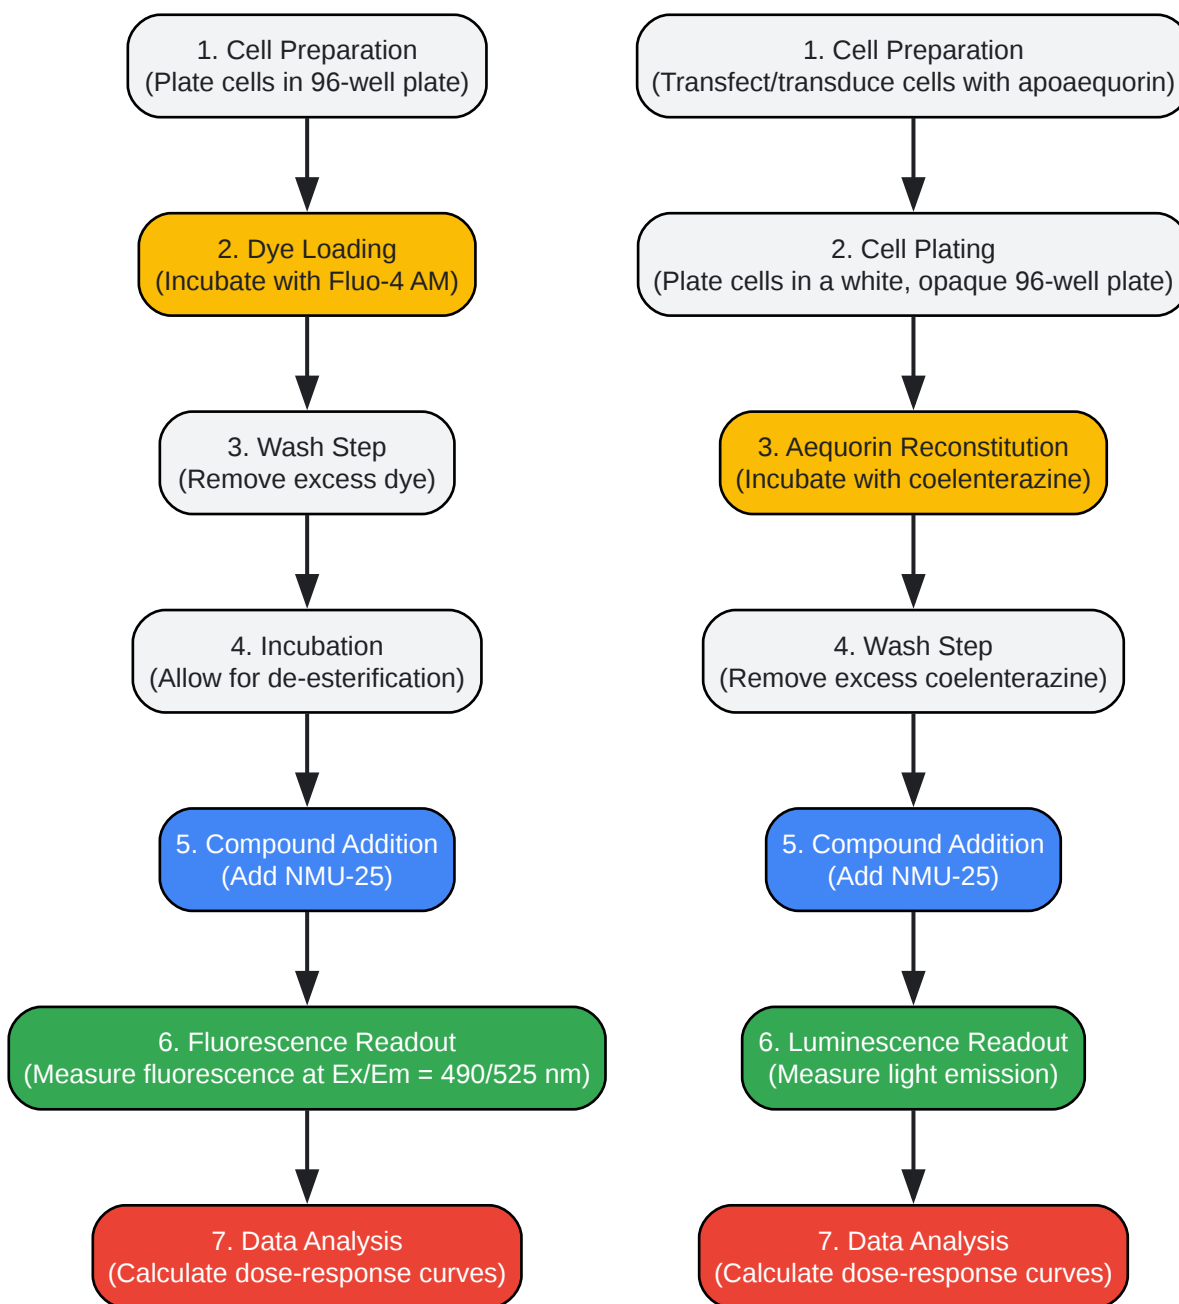 1. Cell Preparation
(Plate cells in 96-well plate)
2. Dye Loading
(Incubate with Fluo-4 AM)
3. Wash Step
(Remove excess dye)
4. Incubation
(Allow for de-esterification)
5. Compound Addition
(Add NMU-25)
6. Fluorescence Readout
(Measure fluorescence at Ex/Em = 490/525 nm)
7. Data Analysis
(Calculate dose-response curves)
1. Cell Preparation
(Transfect/transduce cells with apoaequorin)
2. Cell Plating
(Plate cells in a white, opaque 96-well plate)
3. Aequorin Reconstitution
(Incubate with coelenterazine)
4. Wash Step
(Remove excess coelenterazine)
5. Compound Addition
(Add NMU-25)
6. Luminescence Readout
(Measure light emission)
7. Data Analysis
(Calculate dose-response curves)